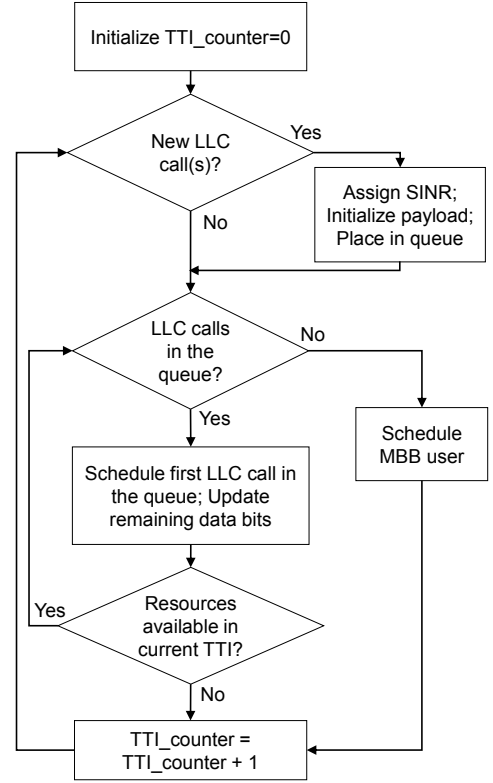 Initialize TTI_counter=0
New LLC
call(s)?
Yes
Assign SINR;
Initialize payload;
Place in queue
No
LLC calls
in the
queue?
No
Yes
Schedule
MBB user
Schedule first LLC call in
the queue; Update
remaining data bits
Resources
available in
current TTI?
Yes
No
TTI_counter =
TTI_counter + 1